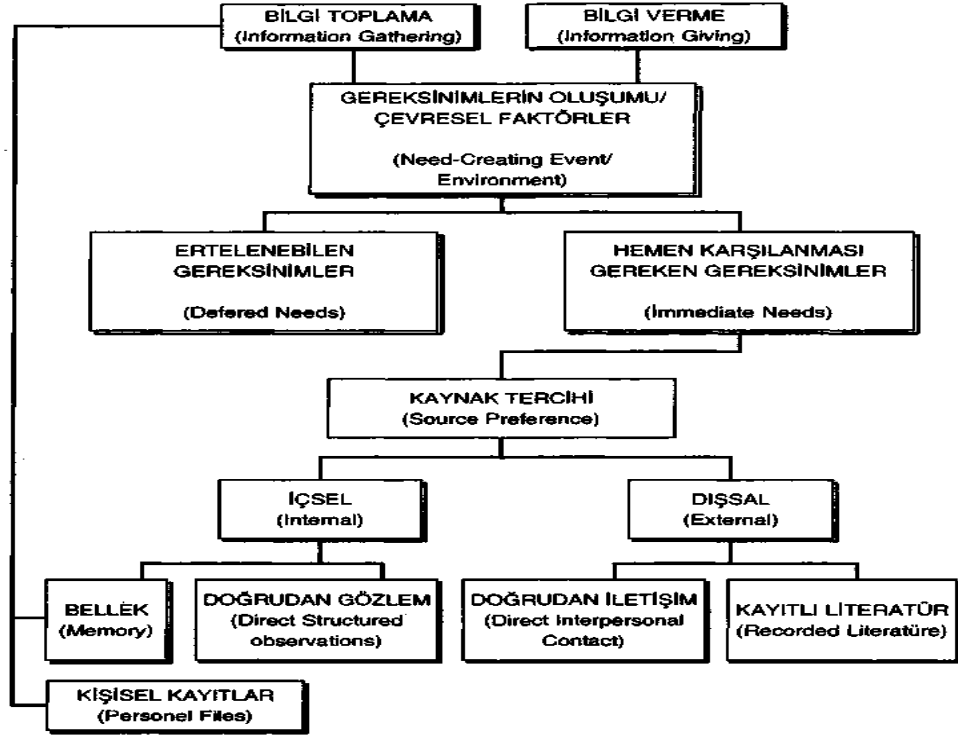 BİLGİ TOPLAMA
(Information Gathering)
BİLGİ VERME
(Information Giving)
GEREKSİNİMLERİN OLUŞUMU/
ÇEVRESEL FAKTÖRLER
(Need-Creating Event/
Environment)
ERTELENEBİLEN
GEREKSİNİMLER
(Defered Needs)
HEMEN KARŞILANMASI
GEREKEN GEREKSİNİMLER
(İmmediate Needs)
KAYNAK TERCİHİ
(Source Preference)
İÇSEL
(Internal)
DIŞSAL
(External)
BELLEK
(Memory)
DOĞRUDAN GÖZLEM
(Direct Structured
observations)
DOĞRUDAN İLETİŞİM
(Direct Interpersonal
Contact)
KAYITLI LİTERATÜR
(Recorded Literatüre)
KİŞİSEL KAYITLAR
(Personel Files)